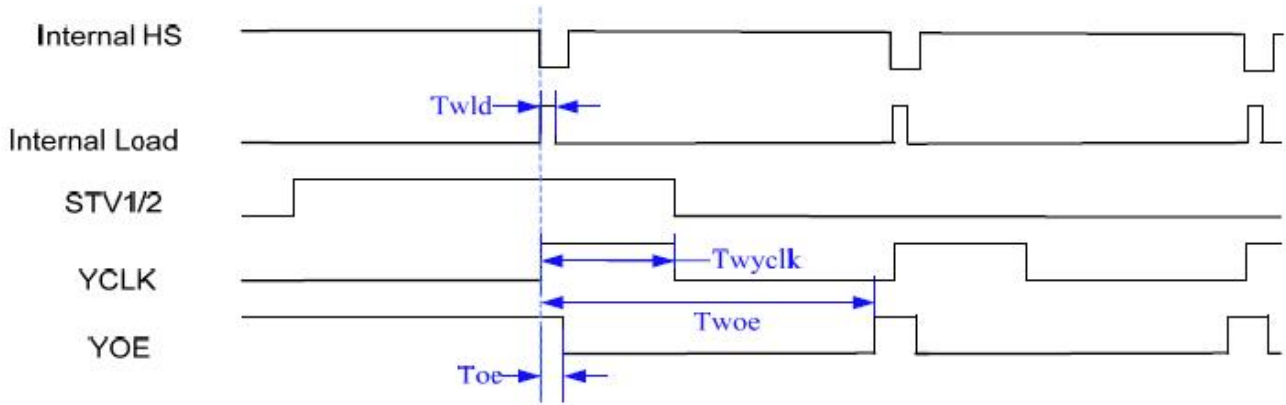 Internal HS
Twld
Internal Load
STV1/2
Twyclk
YCLK
Twoe
YOE
Toe